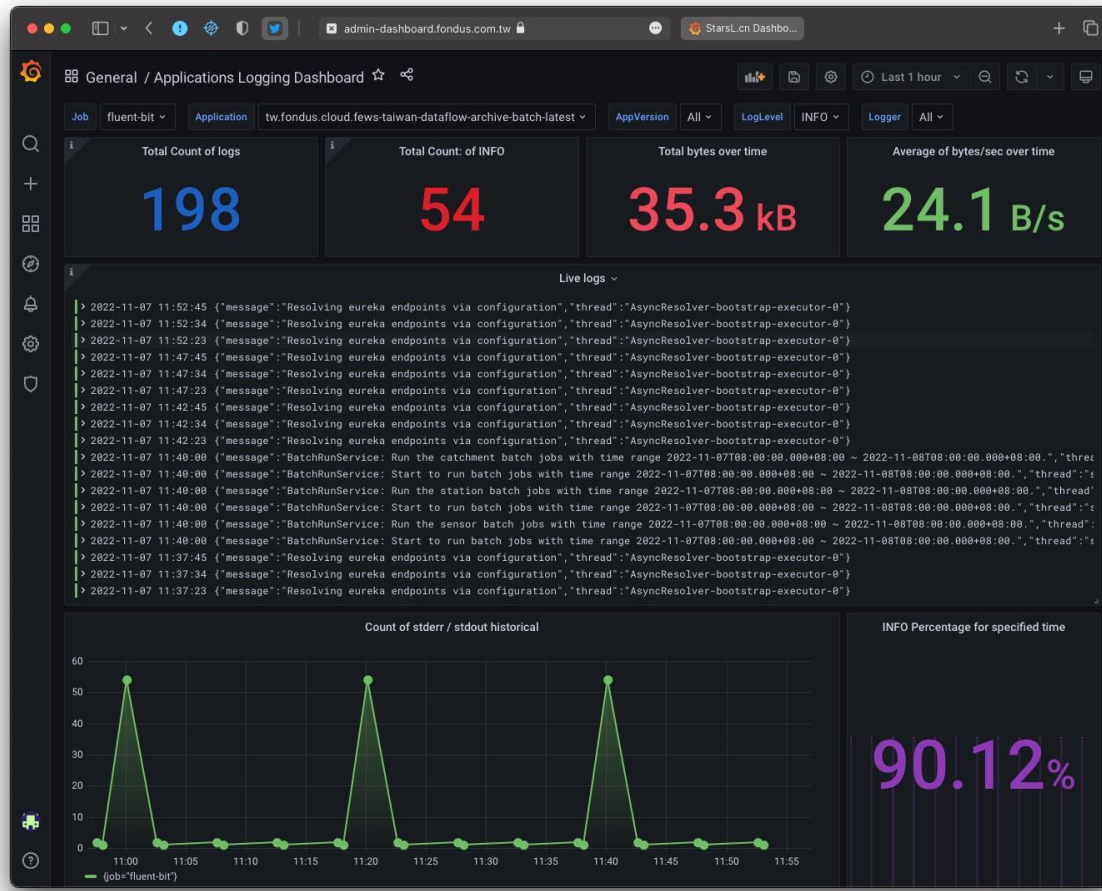 admin-dashboard.fondus.com.tw
StarsL.cn Dashbo...
General / Applications Logging Dashboard
Last 1 hour
Job fluent-bit Application tw.fondus.cloud.fews-taiwan-dataflow-archive-batch-latest AppVersion All LogLevel INFO Logger All
Total Count of logs
198
Total Count: of INFO
54
Total bytes over time
35.3 kB
Average of bytes/sec over time
24.1 B/s
Live logs
> 2022-11-07 11:52:45 {"message":"Resolving eureka endpoints via configuration","thread":"AsyncResolver-bootstrap-executor-0"}
> 2022-11-07 11:52:34 {"message":"Resolving eureka endpoints via configuration","thread":"AsyncResolver-bootstrap-executor-0"}
> 2022-11-07 11:52:23 {"message":"Resolving eureka endpoints via configuration","thread":"AsyncResolver-bootstrap-executor-0"}
> 2022-11-07 11:47:45 {"message":"Resolving eureka endpoints via configuration","thread":"AsyncResolver-bootstrap-executor-0"}
> 2022-11-07 11:47:34 {"message":"Resolving eureka endpoints via configuration","thread":"AsyncResolver-bootstrap-executor-0"}
> 2022-11-07 11:47:23 {"message":"Resolving eureka endpoints via configuration","thread":"AsyncResolver-bootstrap-executor-0"}
> 2022-11-07 11:42:45 {"message":"Resolving eureka endpoints via configuration","thread":"AsyncResolver-bootstrap-executor-0"}
> 2022-11-07 11:42:34 {"message":"Resolving eureka endpoints via configuration","thread":"AsyncResolver-bootstrap-executor-0"}
> 2022-11-07 11:42:23 {"message":"Resolving eureka endpoints via configuration","thread":"AsyncResolver-bootstrap-executor-0"}
> 2022-11-07 11:40:00 {"message":"BatchRunService: Run the catchment batch jobs with time range 2022-11-07T08:00:00.000+08:00 ~ 2022-11-08T08:00:00.000+08:00.","threa
> 2022-11-07 11:40:00 {"message":"BatchRunService: Start to run batch jobs with time range 2022-11-07T08:00:00.000+08:00 ~ 2022-11-08T08:00:00.000+08:00.","thread":"s
> 2022-11-07 11:40:00 {"message":"BatchRunService: Run the station batch jobs with time range 2022-11-07T08:00:00.000+08:00 ~ 2022-11-08T08:00:00.000+08:00.","thread"
> 2022-11-07 11:40:00 {"message":"BatchRunService: Start to run batch jobs with time range 2022-11-07T08:00:00.000+08:00 ~ 2022-11-08T08:00:00.000+08:00.","thread":"s
> 2022-11-07 11:40:00 {"message":"BatchRunService: Run the sensor batch jobs with time range 2022-11-07T08:00:00.000+08:00 ~ 2022-11-08T08:00:00.000+08:00.","thread":
> 2022-11-07 11:40:00 {"message":"BatchRunService: Start to run batch jobs with time range 2022-11-07T08:00:00.000+08:00 ~ 2022-11-08T08:00:00.000+08:00.","thread":"s
> 2022-11-07 11:37:45 {"message":"Resolving eureka endpoints via configuration","thread":"AsyncResolver-bootstrap-executor-0"}
> 2022-11-07 11:37:34 {"message":"Resolving eureka endpoints via configuration","thread":"AsyncResolver-bootstrap-executor-0"}
> 2022-11-07 11:37:23 {"message":"Resolving eureka endpoints via configuration","thread":"AsyncResolver-bootstrap-executor-0"}
Count of stderr / stdout historical
60
50
40
30
20
10
0
11:00 11:05 11:10 11:15 11:20 11:25 11:30 11:35 11:40 11:45 11:50 11:55
{job="fluent-bit"}
INFO Percentage for specified time
90.12%